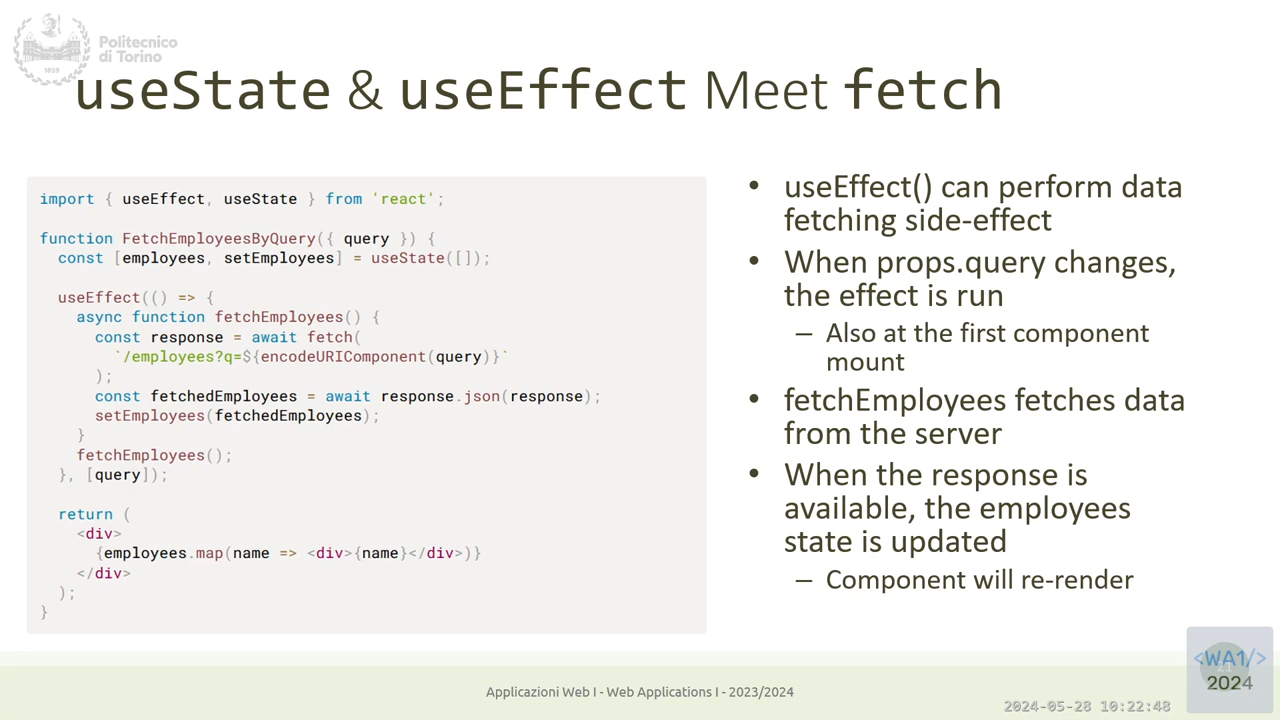 Politecnico
di Torino
1859
useState & useEffect Meet fetch
import { useEffect, useState } from 'react';
function FetchEmployeesByQuery({ query }) {
const [employees, setEmployees] = useState([]);
useEffect(() => {
async function fetchEmployees() {
const response = await fetch(
`/employees?q=${encodeURIComponent(query)}`
);
const fetchedEmployees = await response.json(response);
setEmployees(fetchedEmployees);
}
fetchEmployees();
}, [query]);
return (
<div>
{employees.map(name => <div>{name}</div>)}
</div>
);
}
• useEffect() can perform data
fetching side-effect
• When props.query changes,
the effect is run
– Also at the first component
mount
• fetchEmployees fetches data
from the server
• When the response is
available, the employees
state is updated
– Component will re-render
Applicazioni Web I - Web Applications I - 2023/2024
<WA1/>
2024
2024-05-28 10:22:48